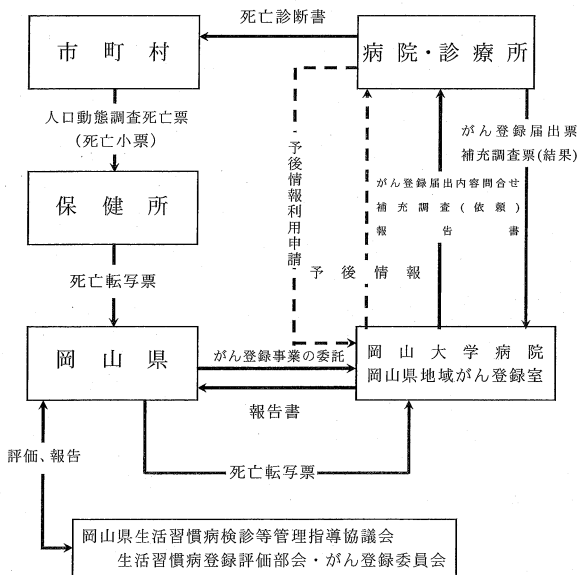 死亡診断書
市町村
病院・診療所
人口動態調査死亡票
(死亡小票)
予後情報利用申請
がん登録届出票
補充調査票(結果)
がん登録届出内容問合せ
補充調査(依頼)
報告書
保健所
予後情報
死亡転写票
岡山県
がん登録事業の委託
岡山大学病院
岡山県地域がん登録室
報告書
評価、報告
死亡転写票
岡山県生活習慣病検診等管理指導協議会
生活習慣病登録評価部会・がん登録委員会